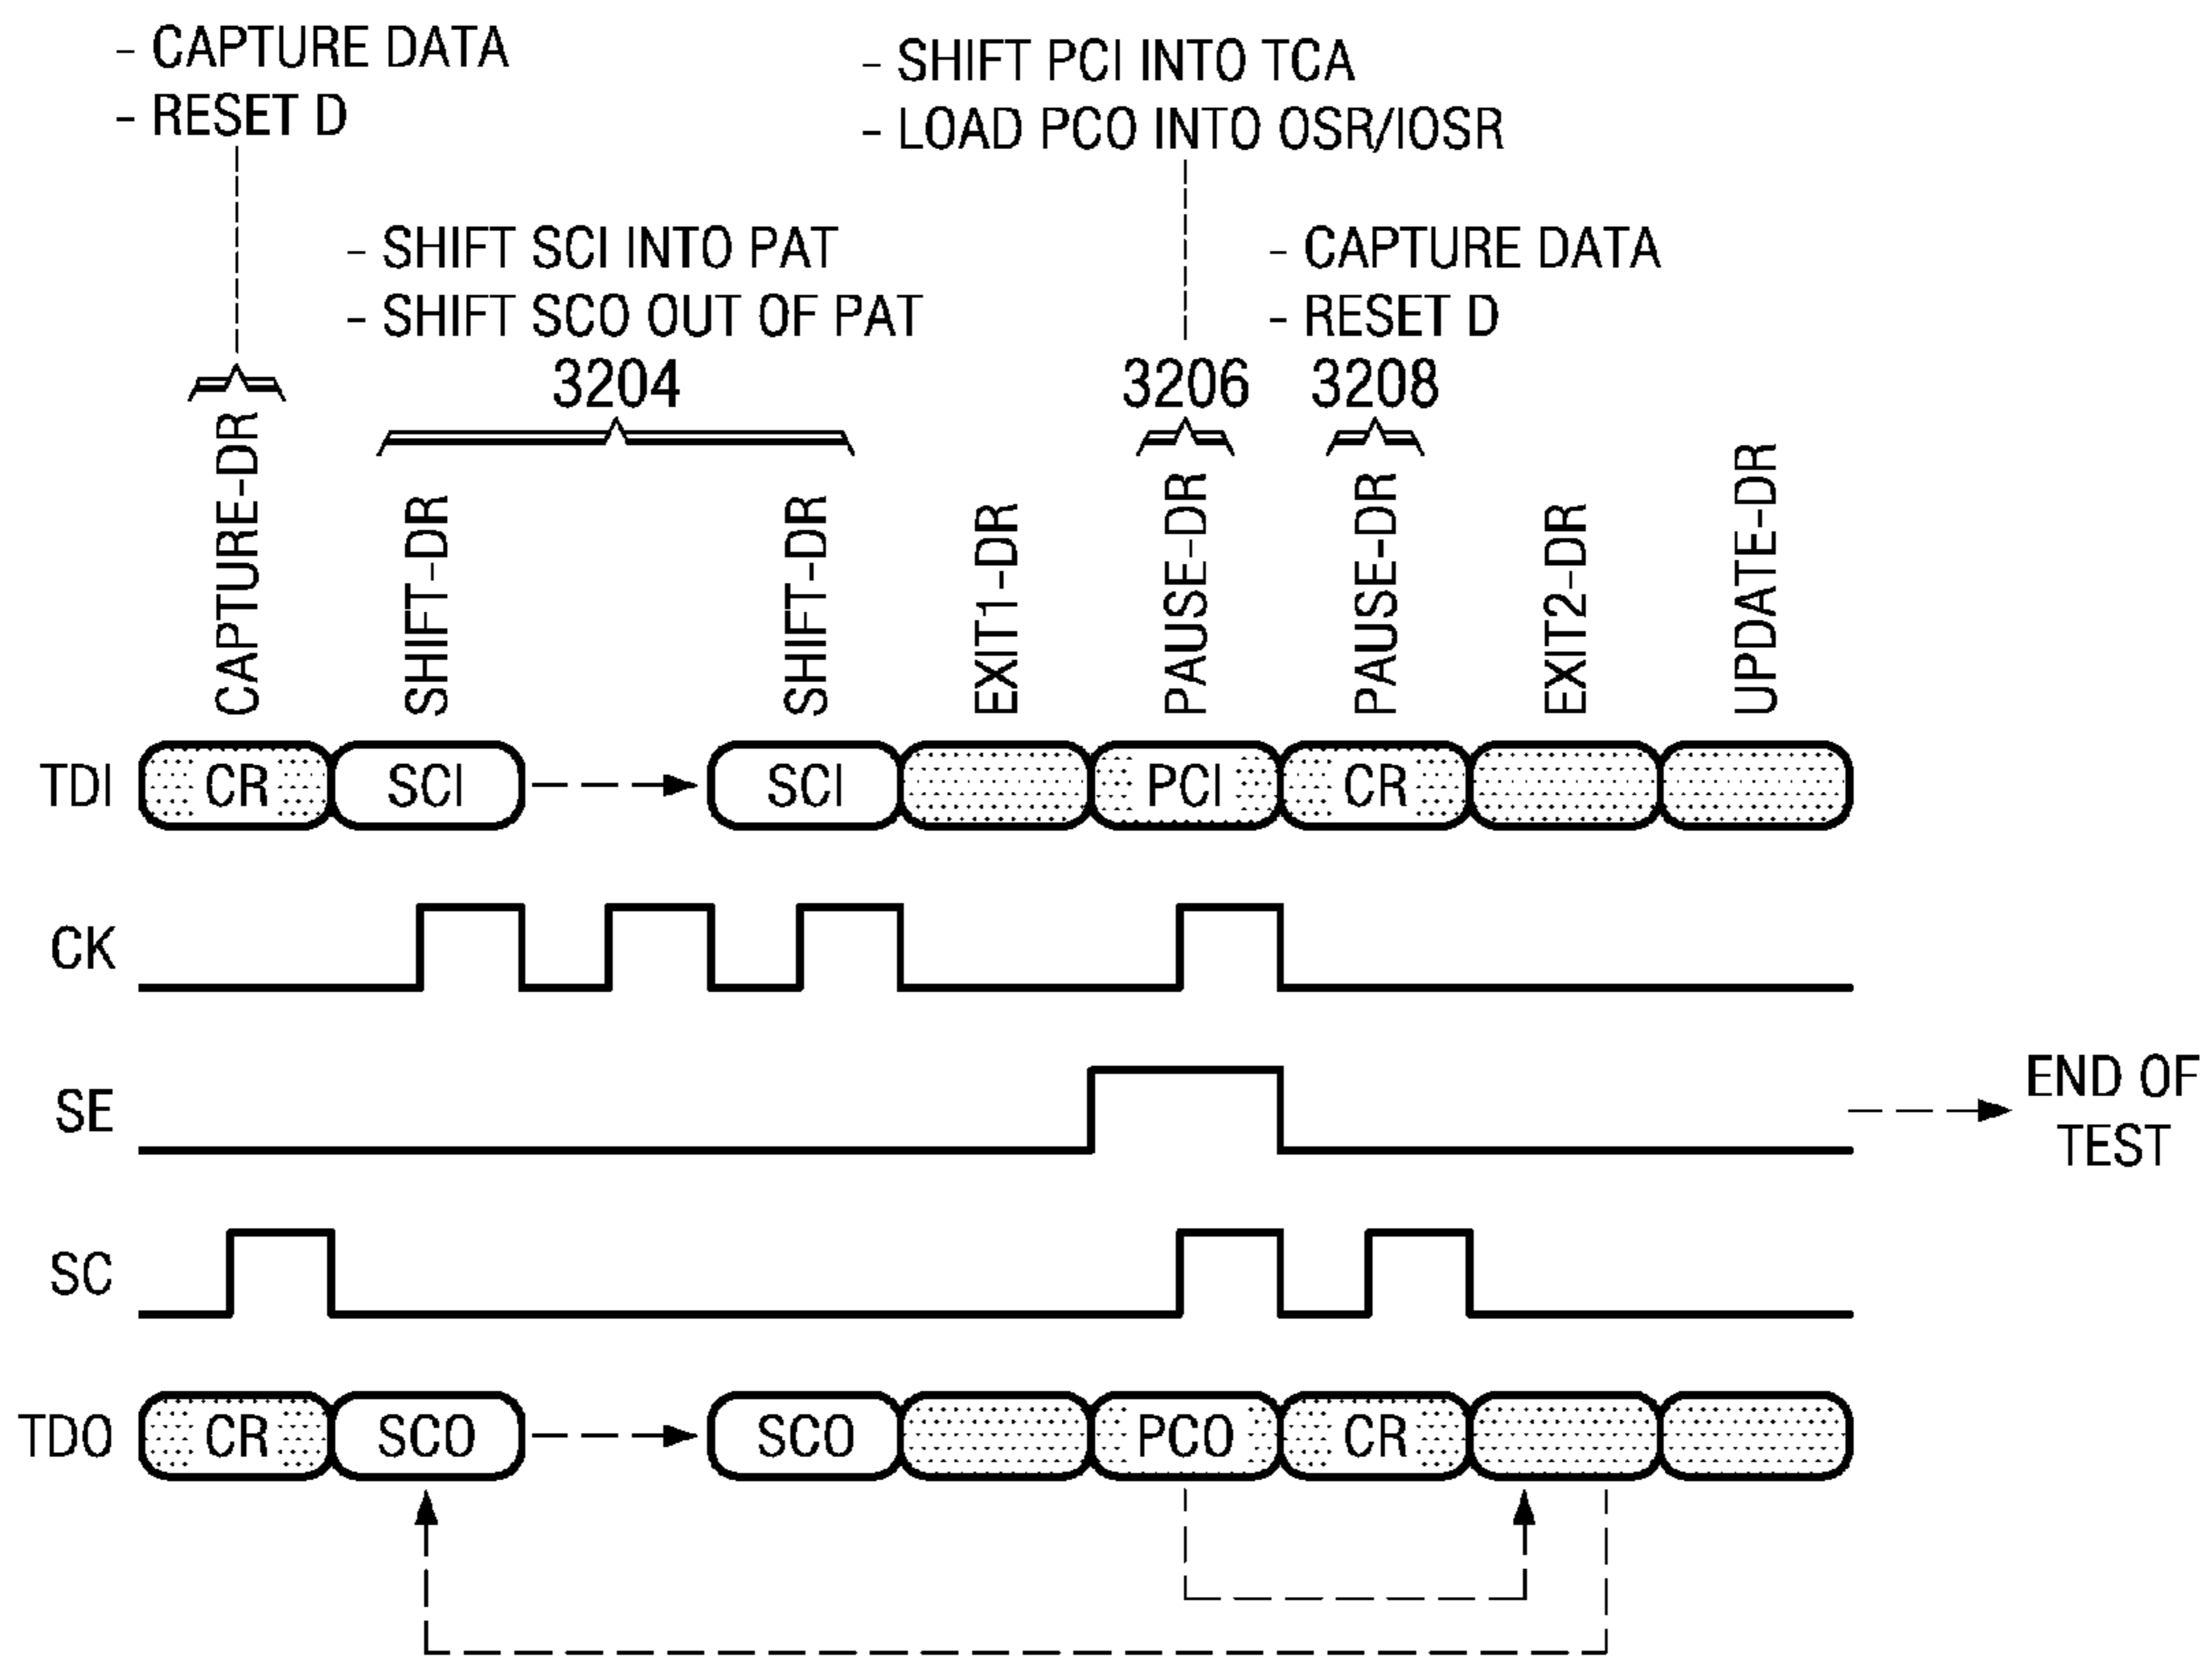 - CAPTURE DATA
- RESET D
- SHIFT PCI INTO TCA
- LOAD PCO INTO OSR/IOSR
- SHIFT SCI INTO PAT
- SHIFT SCO OUT OF PAT
- CAPTURE DATA
- RESET D
3204
3206
3208
CAPTURE-DR
SHIFT-DR
SHIFT-DR
EXIT1-DR
PAUSE-DR
PAUSE-DR
EXIT2-DR
UPDATE-DR
TDI CR SCI SCI PCI CR
CK
SE
END OF
TEST
SC
TDO CR SCO SCO PCO CR